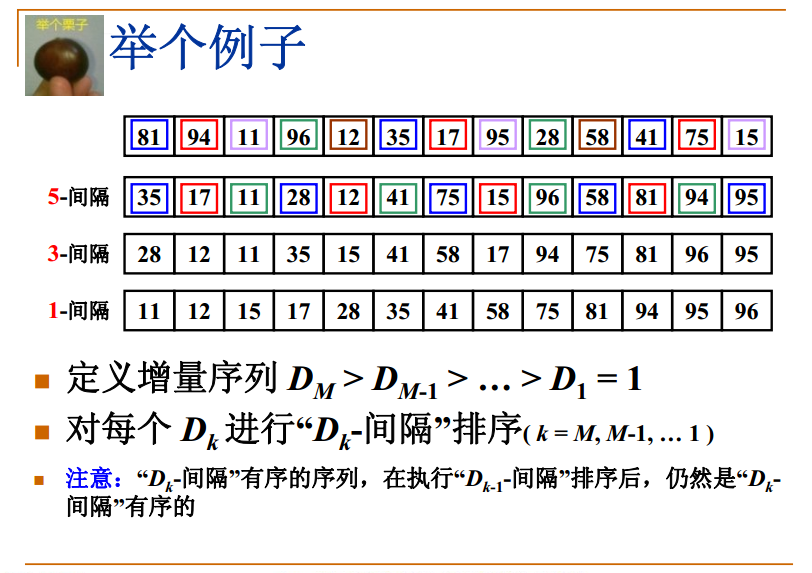 举个栗子
举个例子
81 94 11 96 12 35 17 95 28 58 41 75 15
5-间隔 35 17 11 28 12 41 75 15 96 58 81 94 95
3-间隔 28 12 11 35 15 41 58 17 94 75 81 96 95
1-间隔 11 12 15 17 28 35 41 58 75 81 94 95 96
■ 定义增量序列 D_M > D_{M-1} > … > D_1 = 1
■ 对每个 D_k 进行“D_k-间隔”排序( k = M, M-1, … 1 )
■ 注意：“D_k-间隔”有序的序列，在执行“D_{k-1}-间隔”排序后，仍然是“D_k-
间隔”有序的